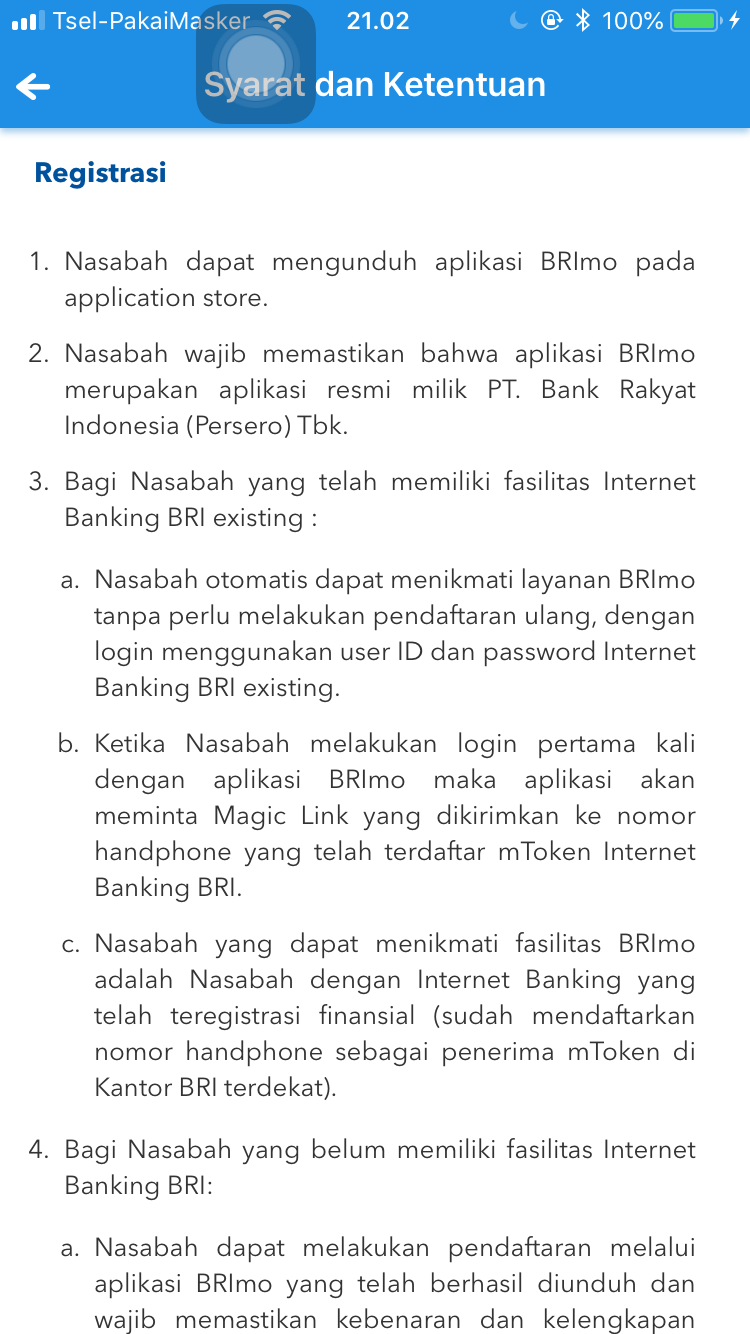 Tsel-PakaiMasker 21.02 100%
Syarat dan Ketentuan
Registrasi
1. Nasabah dapat mengunduh aplikasi BRImo pada
application store.
2. Nasabah wajib memastikan bahwa aplikasi BRImo
merupakan aplikasi resmi milik PT. Bank Rakyat
Indonesia (Persero) Tbk.
3. Bagi Nasabah yang telah memiliki fasilitas Internet
Banking BRI existing :
a. Nasabah otomatis dapat menikmati layanan BRImo
tanpa perlu melakukan pendaftaran ulang, dengan
login menggunakan user ID dan password Internet
Banking BRI existing.
b. Ketika Nasabah melakukan login pertama kali
dengan aplikasi BRImo maka aplikasi akan
meminta Magic Link yang dikirimkan ke nomor
handphone yang telah terdaftar mToken Internet
Banking BRI.
c. Nasabah yang dapat menikmati fasilitas BRImo
adalah Nasabah dengan Internet Banking yang
telah teregistrasi finansial (sudah mendaftarkan
nomor handphone sebagai penerima mToken di
Kantor BRI terdekat).
4. Bagi Nasabah yang belum memiliki fasilitas Internet
Banking BRI:
a. Nasabah dapat melakukan pendaftaran melalui
aplikasi BRImo yang telah berhasil diunduh dan
wajib memastikan kebenaran dan kelengkapan